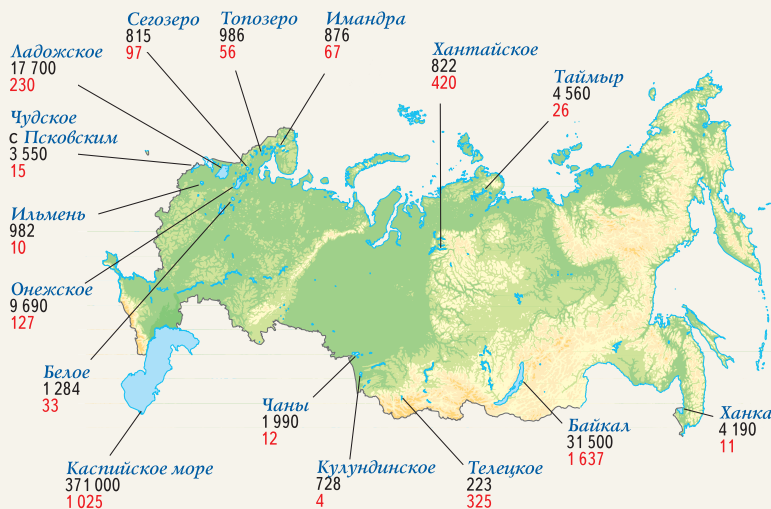 Сегозеро
815
97
Топозеро
986
56
Имандра
876
67
Ладожское
17 700
230
Хантайское
822
420
Таймыр
4 560
26
Чудское
с Псковским
3 550
15
Ильмень
982
10
Онежское
9 690
127
Белое
1 284
33
Каспийское море
371 000
1 025
Чаны
1 990
12
Кулундинское
728
4
Телецкое
223
325
Байкал
31 500
1 637
Ханка
4 190
11